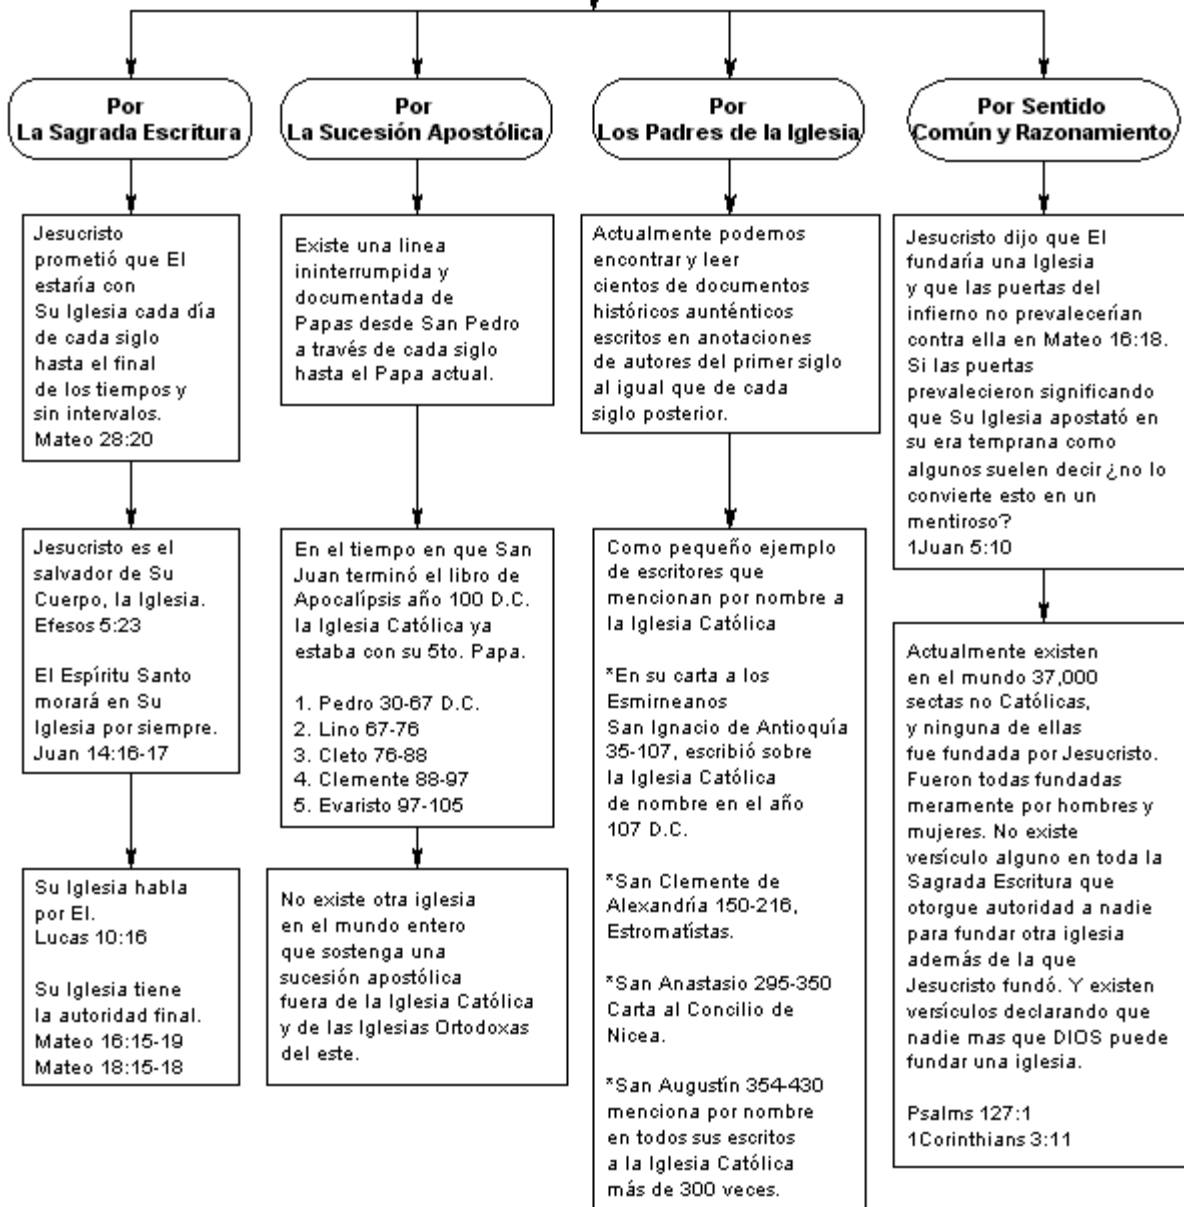 Por
La Sagrada Escritura
Jesucristo
prometió que El
estaría con
Su Iglesia cada día
de cada siglo
hasta el final
de los tiempos y
sin intervalos.
Mateo 28:20
Jesucristo es el
salvador de Su
Cuerpo, la Iglesia.
Efesos 5:23
El Espíritu Santo
morará en Su
Iglesia por siempre.
Juan 14:16-17
Su Iglesia habla
por El.
Lucas 10:16
Su Iglesia tiene
la autoridad final.
Mateo 16:15-19
Mateo 18:15-18
Por
La Sucesión Apostólica
Existe una linea
ininterrumpida y
documentada de
Papas desde San Pedro
a través de cada siglo
hasta el Papa actual.
En el tiempo en que San
Juan terminó el libro de
Apocalípsis año 100 D.C.
la Iglesia Católica ya
estaba con su 5to. Papa.
1. Pedro 30-67 D.C.
2. Lino 67-76
3. Cleto 76-88
4. Clemente 88-97
5. Evaristo 97-105
No existe otra iglesia
en el mundo entero
que sostenga una
sucesión apostólica
fuera de la Iglesia Católica
y de las Iglesias Ortodoxas
del este.
Por
Los Padres de la Iglesia
Actualmente podemos
encontrar y leer
cientos de documentos
históricos aunténticos
escritos en anotaciones
de autores del primer siglo
al igual que de cada
siglo posterior.
Como pequeño ejemplo
de escritores que
mencionan por nombre a
la Iglesia Católica
*En su carta a los
Esmirneanos
San Ignacio de Antioquía
35-107, escribió sobre
la Iglesia Católica
de nombre en el año
107 D.C.
*San Clemente de
Alexandría 150-216,
Estromatístas.
*San Anastasio 295-350
Carta al Concilio de
Nicea.
*San Augustín 354-430
menciona por nombre
en todos sus escritos
a la Iglesia Católica
más de 300 veces.
Por Sentido
Común y Razonamiento
Jesucristo dijo que El
fundaría una Iglesia
y que las puertas del
infierno no prevalecerían
contra ella en Mateo 16:18.
Si las puertas
prevalecieron significando
que Su Iglesia apostató en
su era temprana como
algunos suelen decir ¿no lo
convierte esto en un
mentiroso?
1Juan 5:10
Actualmente existen
en el mundo 37,000
sectas no Católicas,
y ninguna de ellas
fue fundada por Jesucristo.
Fueron todas fundadas
meramente por hombres y
mujeres. No existe
versículo alguno en toda la
Sagrada Escritura que
otorgue autoridad a nadie
para fundar otra iglesia
además de la que
Jesucristo fundó. Y existen
versículos declarando que
nadie mas que DIOS puede
fundar una iglesia.
Psalms 127:1
1Corinthians 3:11